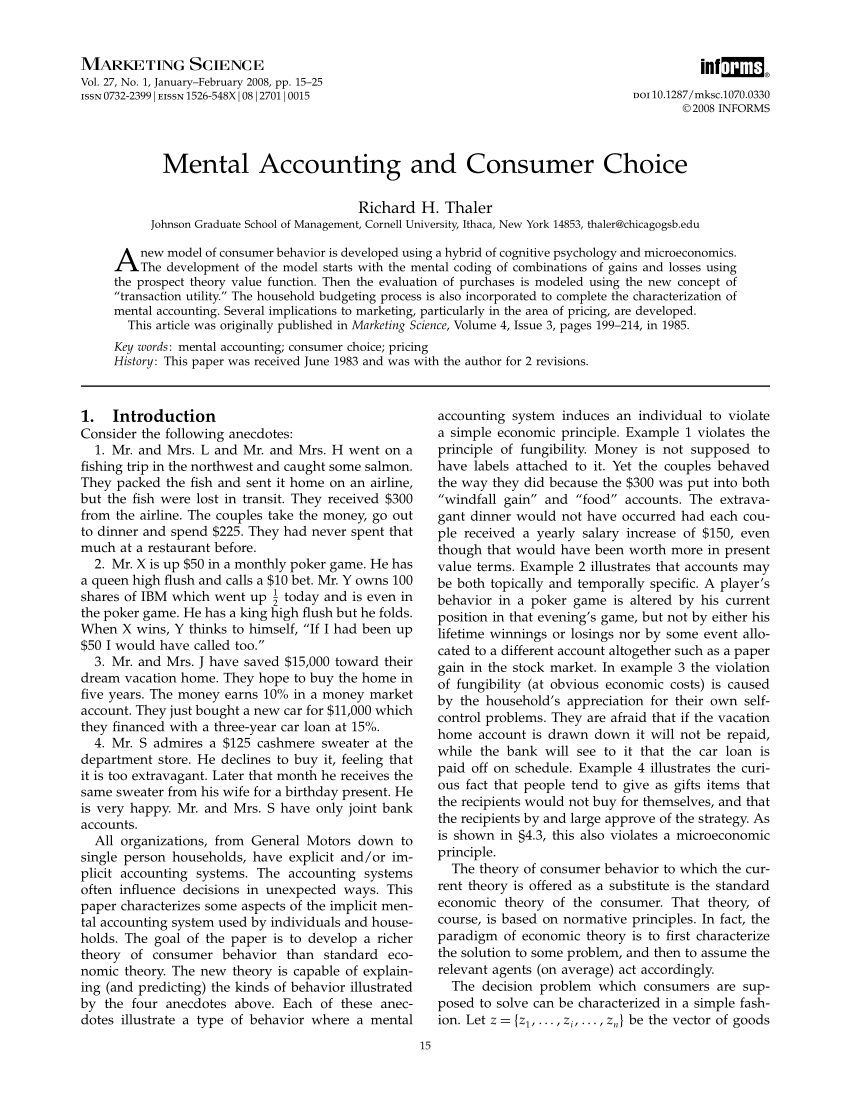 MARKETING SCIENCE
Vol. 27, No. 1, January–February 2008, pp. 15–25
ISSN 0732-2399 | EISSN 1526-548X | 08 | 2701 | 0015
informs®
DOI 10.1287/mksc.1070.0330
© 2008 INFORMS
Mental Accounting and Consumer Choice
Richard H. Thaler
Johnson Graduate School of Management, Cornell University, Ithaca, New York 14853, thaler@chicagogsb.edu
A new model of consumer behavior is developed using a hybrid of cognitive psychology and microeconomics.
The development of the model starts with the mental coding of combinations of gains and losses using
the prospect theory value function. Then the evaluation of purchases is modeled using the new concept of
“transaction utility.” The household budgeting process is also incorporated to complete the characterization of
mental accounting. Several implications to marketing, particularly in the area of pricing, are developed.
This article was originally published in Marketing Science, Volume 4, Issue 3, pages 199–214, in 1985.
Key words: mental accounting; consumer choice; pricing
History: This paper was received June 1983 and was with the author for 2 revisions.
1. Introduction
Consider the following anecdotes:
1. Mr. and Mrs. L and Mr. and Mrs. H went on a
fishing trip in the northwest and caught some salmon.
They packed the fish and sent it home on an airline,
but the fish were lost in transit. They received $300
from the airline. The couples take the money, go out
to dinner and spend $225. They had never spent that
much at a restaurant before.
2. Mr. X is up $50 in a monthly poker game. He has
a queen high flush and calls a $10 bet. Mr. Y owns 100
shares of IBM which went up ½ today and is even in
the poker game. He has a king high flush but he folds.
When X wins, Y thinks to himself, “If I had been up
$50 I would have called too.”
3. Mr. and Mrs. J have saved $15,000 toward their
dream vacation home. They hope to buy the home in
five years. The money earns 10% in a money market
account. They just bought a new car for $11,000 which
they financed with a three-year car loan at 15%.
4. Mr. S admires a $125 cashmere sweater at the
department store. He declines to buy it, feeling that
it is too extravagant. Later that month he receives the
same sweater from his wife for a birthday present. He
is very happy. Mr. and Mrs. S have only joint bank
accounts.
All organizations, from General Motors down to
single person households, have explicit and/or im-
plicit accounting systems. The accounting systems
often influence decisions in unexpected ways. This
paper characterizes some aspects of the implicit men-
tal accounting system used by individuals and house-
holds. The goal of the paper is to develop a richer
theory of consumer behavior than standard eco-
nomic theory. The new theory is capable of explain-
ing (and predicting) the kinds of behavior illustrated
by the four anecdotes above. Each of these anec-
dotes illustrate a type of behavior where a mental
accounting system induces an individual to violate
a simple economic principle. Example 1 violates the
principle of fungibility. Money is not supposed to
have labels attached to it. Yet the couples behaved
the way they did because the $300 was put into both
“windfall gain” and “food” accounts. The extrava-
gant dinner would not have occurred had each cou-
ple received a yearly salary increase of $150, even
though that would have been worth more in present
value terms. Example 2 illustrates that accounts may
be both topically and temporally specific. A player’s
behavior in a poker game is altered by his current
position in that evening’s game, but not by either his
lifetime winnings or losings nor by some event allo-
cated to a different account altogether such as a paper
gain in the stock market. In example 3 the violation
of fungibility (at obvious economic costs) is caused
by the household’s appreciation for their own self-
control problems. They are afraid that if the vacation
home account is drawn down it will not be repaid,
while the bank will see to it that the car loan is
paid off on schedule. Example 4 illustrates the curi-
ous fact that people tend to give as gifts items that
the recipients would not buy for themselves, and that
the recipients by and large approve of the strategy. As
is shown in §4.3, this also violates a microeconomic
principle.
The theory of consumer behavior to which the cur-
rent theory is offered as a substitute is the standard
economic theory of the consumer. That theory, of
course, is based on normative principles. In fact, the
paradigm of economic theory is to first characterize
the solution to some problem, and then to assume the
relevant agents (on average) act accordingly.
The decision problem which consumers are sup-
posed to solve can be characterized in a simple fash-
ion. Let z = {z₁, . . . , zᵢ, . . . , zₙ} be the vector of goods
15